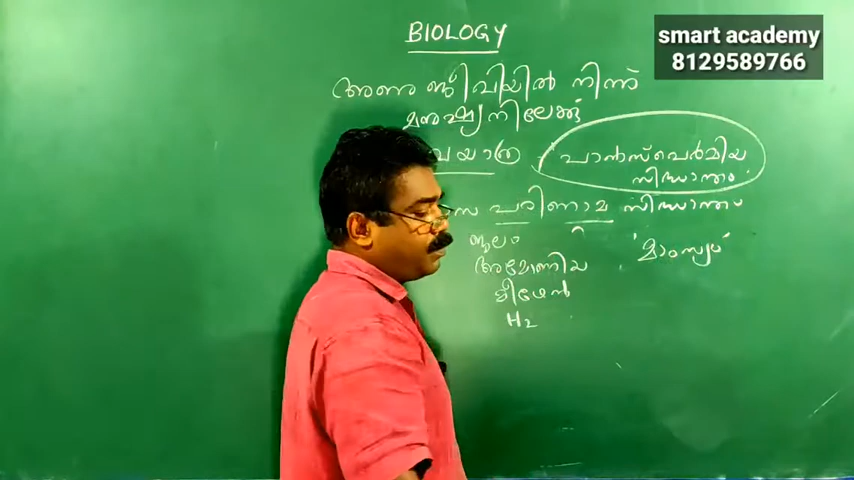 BIOLOGY
smart academy
8129589766
അണുജീവിയിൽ നിന്ന്
മനുഷ്യനിലേക്ക്
പാൻസ്പെർമിയ
സിദ്ധാന്തം
പരിണാമ സിദ്ധാന്തം
ജലം
'മാംസ്യം'
അമോണിയ
മീഥേൻ
H2